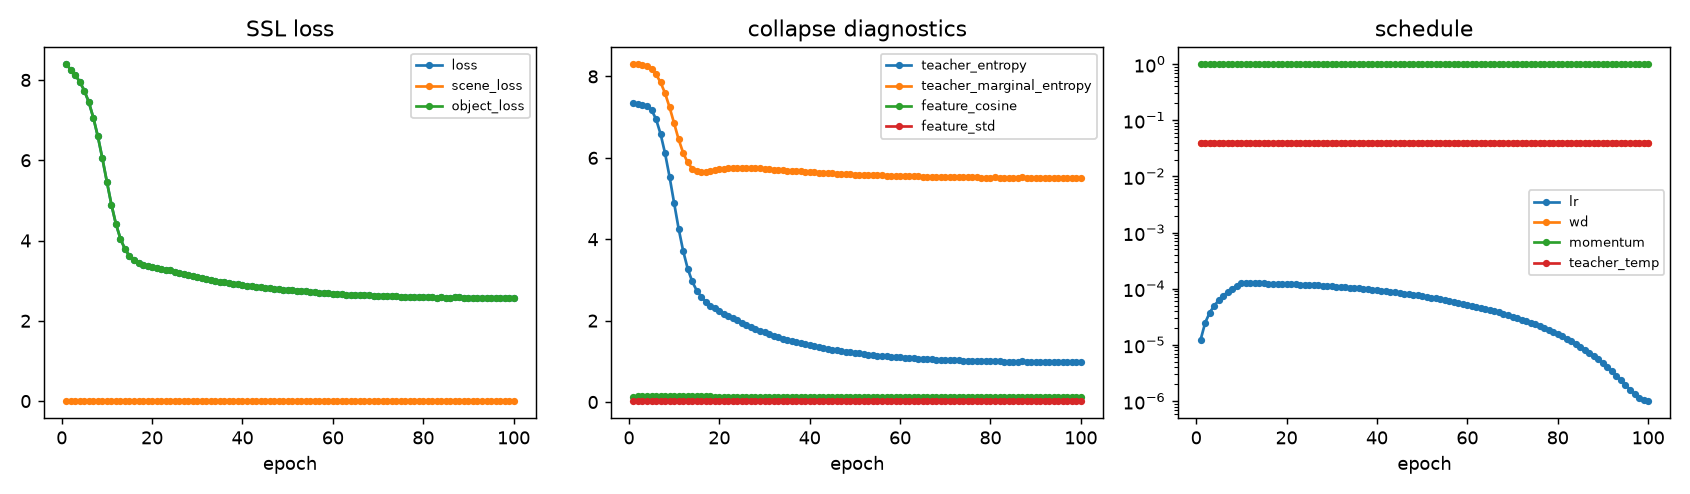 SSL loss
loss
scene_loss
object_loss
8
6
4
2
0
0 20 40 60 80 100
epoch
collapse diagnostics
teacher_entropy
teacher_marginal_entropy
feature_cosine
feature_std
8
6
4
2
0
0 20 40 60 80 100
epoch
schedule
10⁰
10⁻¹
10⁻²
10⁻³
10⁻⁴
10⁻⁵
10⁻⁶
lr
wd
momentum
teacher_temp
0 20 40 60 80 100
epoch